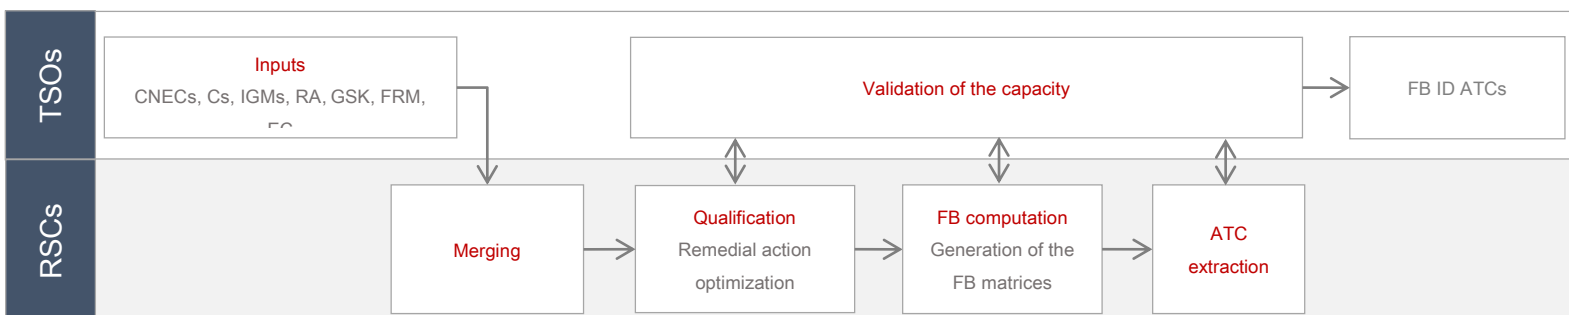 TSOs
Inputs
CNECs, Cs, IGMs, RA, GSK, FRM,
Validation of the capacity
FB ID ATCs
RSCs
Merging
Qualification
Remedial action
optimization
FB computation
Generation of the
FB matrices
ATC
extraction